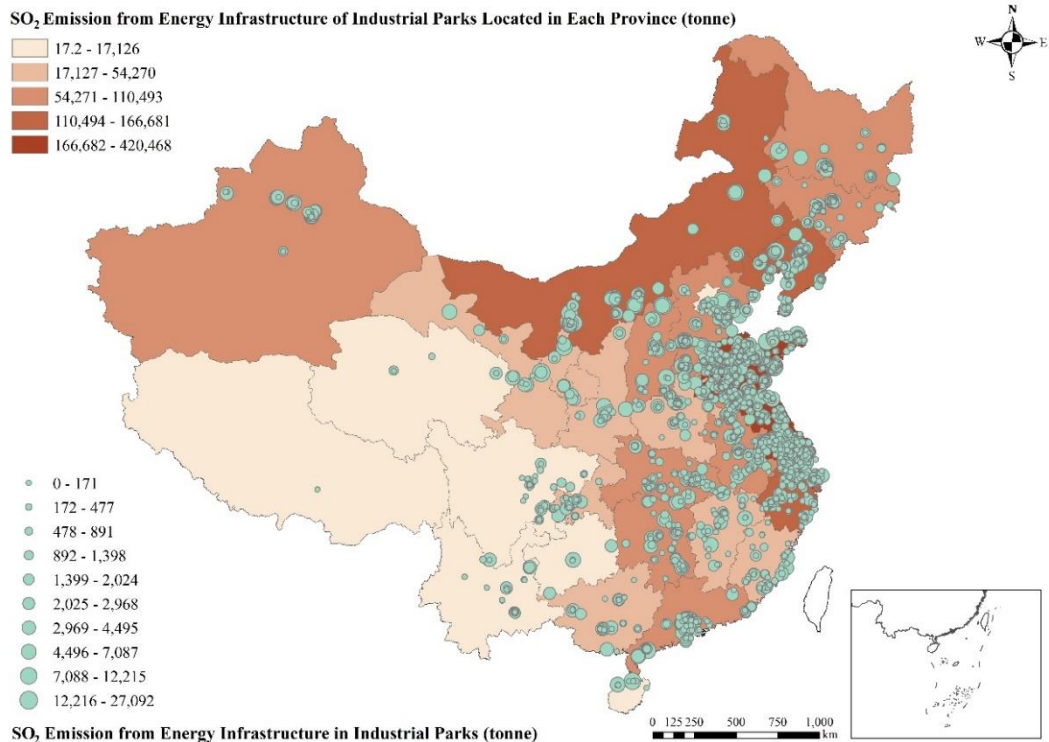 SO₂ Emission from Energy Infrastructure of Industrial Parks Located in Each Province (tonne)
17.2 - 17,126
17,127 - 54,270
54,271 - 110,493
110,494 - 166,681
166,682 - 420,468
N
W E
S
0 - 171
172 - 477
478 - 891
892 - 1,398
1,399 - 2,024
2,025 - 2,968
2,969 - 4,495
4,496 - 7,087
7,088 - 12,215
12,216 - 27,092
SO₂ Emission from Energy Infrastructure in Industrial Parks (tonne)
0 125 250 500 750 1,000
km